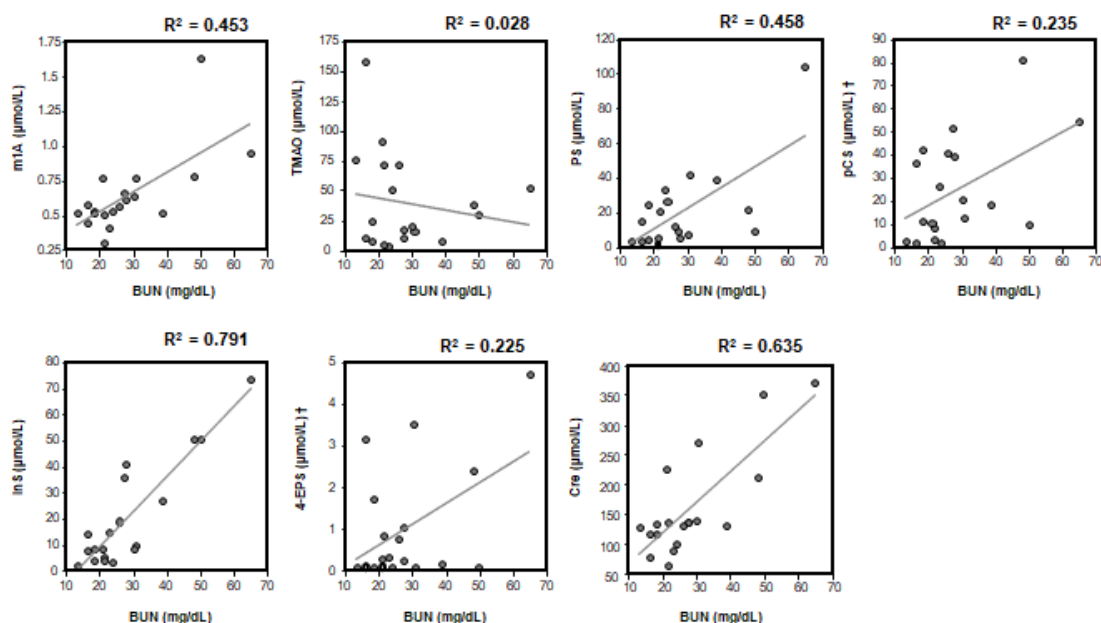 R² = 0.453
m1A (µmol/L)
1.75
1.5
1.25
1.0
0.75
0.5
0.25
10 20 30 40 50 60 70
BUN (mg/dL)
R² = 0.028
TMAO (µmol/L)
175
150
125
100
75
50
25
0
10 20 30 40 50 60 70
BUN (mg/dL)
R² = 0.458
PS (µmol/L)
120
100
80
60
40
20
0
10 20 30 40 50 60 70
BUN (mg/dL)
R² = 0.235
pCS (µmol/L) †
90
80
70
60
50
40
30
20
10
0
10 20 30 40 50 60 70
BUN (mg/dL)
R² = 0.791
InS (µmol/L)
80
70
60
50
40
30
20
10
0
10 20 30 40 50 60 70
BUN (mg/dL)
R² = 0.225
4-EPS (µmol/L) †
5
4
3
2
1
0
10 20 30 40 50 60 70
BUN (mg/dL)
R² = 0.635
Cre (µmol/L)
400
350
300
250
200
150
100
50
10 20 30 40 50 60 70
BUN (mg/dL)